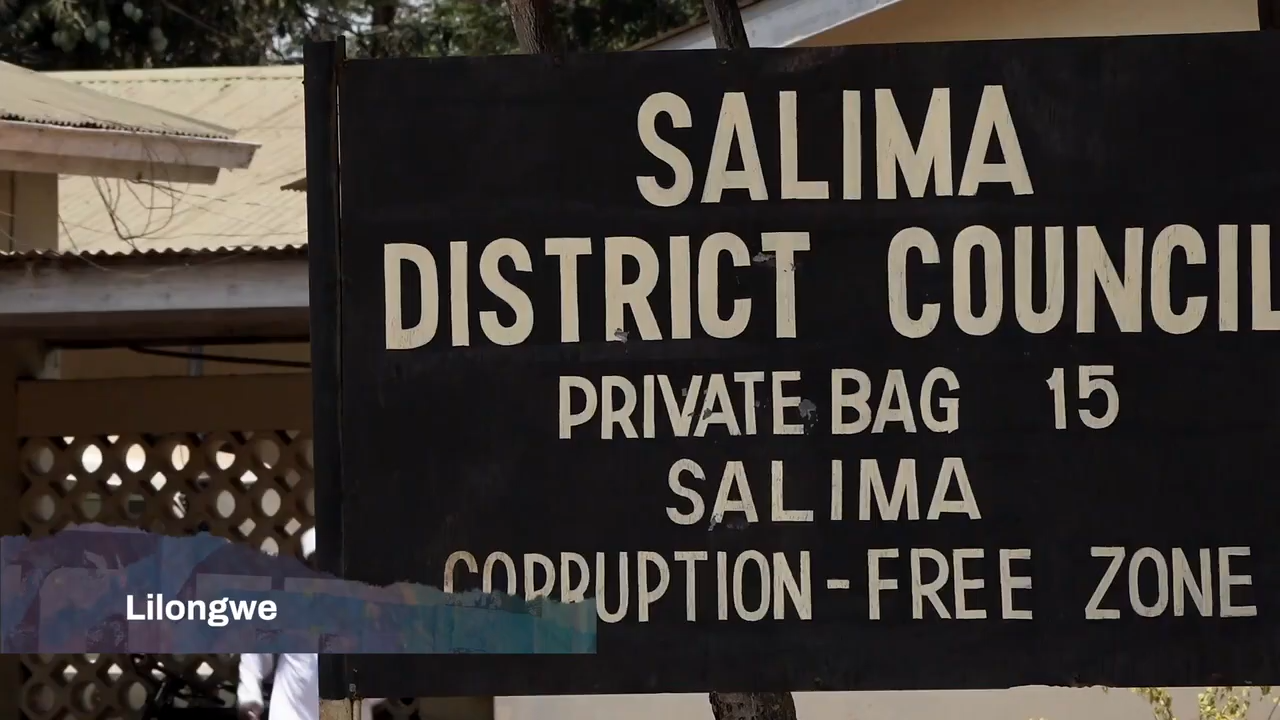 SALIMA
DISTRICT COUNCIL
PRIVATE BAG 15
SALIMA
CORRUPTION-FREE ZONE
Lilongwe